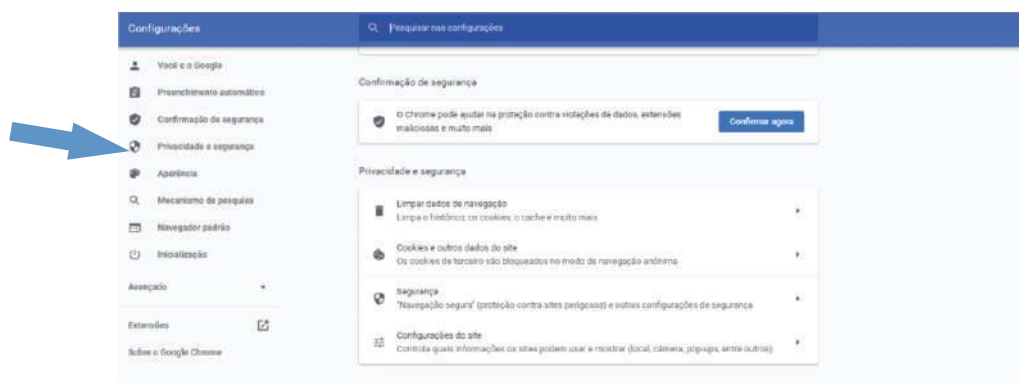 Configurações
Pesquisar nas configurações
Você e o Google
Preenchimento automático
Confirmação de segurança
Privacidade e segurança
Aparência
Mecanismo de pesquisa
Navegador padrão
Inicialização
Avançado
Extensões
Sobre o Google Chrome
Confirmação de segurança
O Chrome pode ajudar na proteção contra violações de dados, extensões
maliciosas e muito mais
Confirmar agora
Privacidade e segurança
Limpar dados de navegação
Limpa o histórico, os cookies, o cache e muito mais
Cookies e outros dados do site
Os cookies de terceiro são bloqueados no modo de navegação anônima
Segurança
"Navegação segura" (proteção contra sites perigosos) e outras configurações de segurança
Configurações do site
Controla quais informações os sites podem usar e mostrar (local, câmera, pop-ups, entre outros)